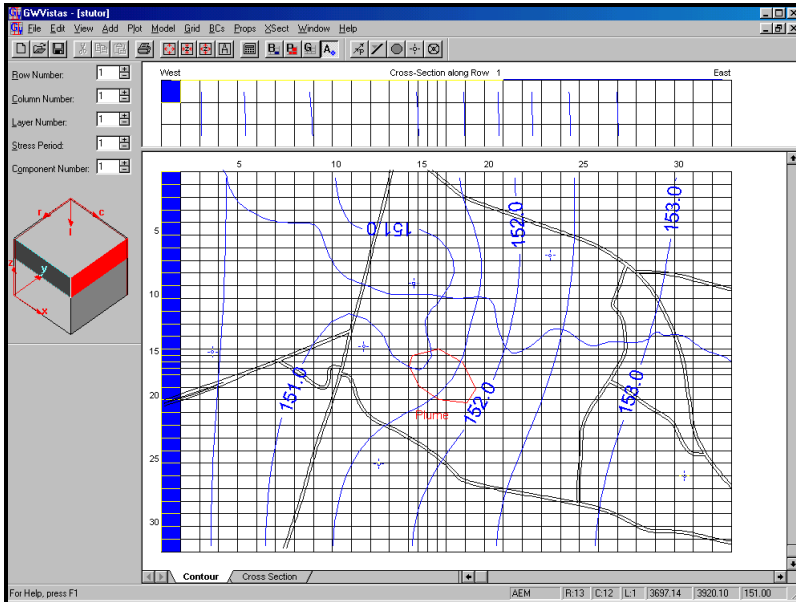 GWVistas - [stutor]
File Edit View Add Plot Model Grid BCs Props XSect Window Help
Row Number: 1
Column Number: 1
Layer Number: 1
Stress Period: 1
Component Number: 1
r c
l
z y
x
West Cross-Section along Row 1 East
5 10 15 20 25 30
5
10
15
20
25
30
151.0
152.0
153.0
151.0
152.0
153.0
Plume
Contour Cross Section
For Help, press F1 AEM R:13 C:12 L:1 3697.14 3920.10 151.00